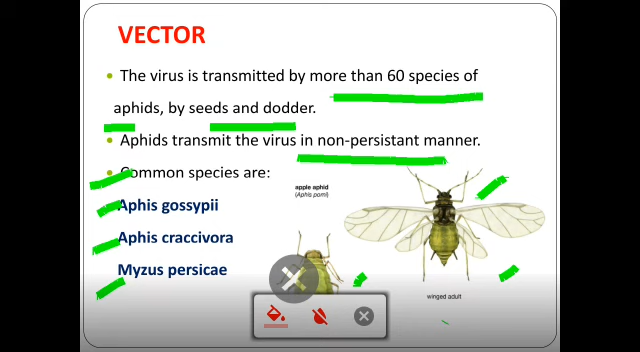 VECTOR
The virus is transmitted by more than 60 species of
aphids, by seeds and dodder.
Aphids transmit the virus in non-persistant manner.
Common species are:
Aphis gossypii
Aphis craccivora
Myzus persicae
apple aphid
(Aphis pomi)
winged adult